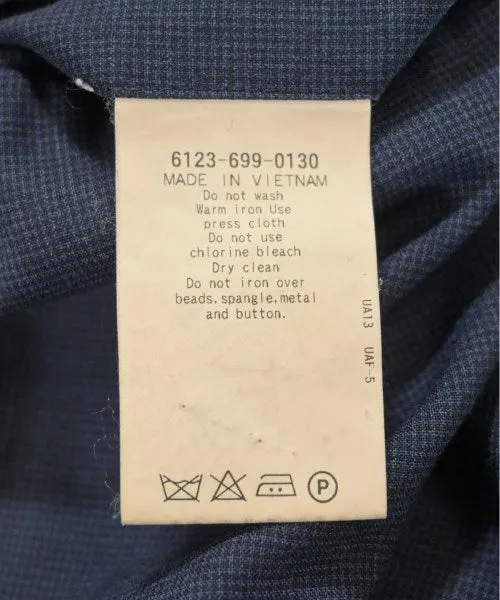 6123-699-0130
MADE IN VIETNAM
Do not wash
Warm iron Use
press cloth
Do not use
chlorine bleach
Dry clean
Do not iron over
beads,spangle,metal
and button.
UA13 UAF-5
P